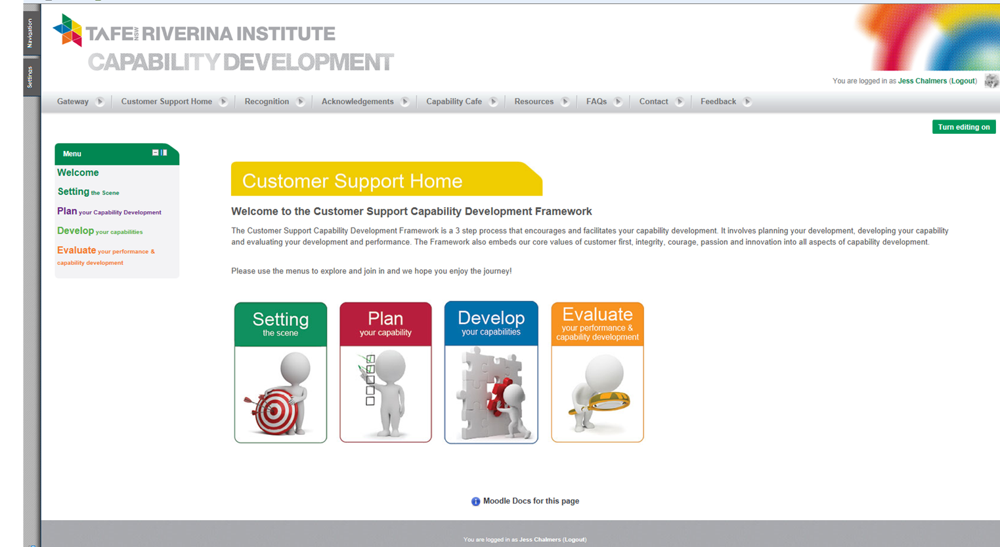 Navigation
Settings
TAFE NSW RIVERINA INSTITUTE
CAPABILITY DEVELOPMENT
You are logged in as Jess Chalmers (Logout)
Gateway Customer Support Home Recognition Acknowledgements Capability Cafe Resources FAQs Contact Feedback
Turn editing on
Menu
Welcome
Setting the Scene
Plan your Capability Development
Develop your capabilities
Evaluate your performance &
capability development
Customer Support Home
Welcome to the Customer Support Capability Development Framework
The Customer Support Capability Development Framework is a 3 step process that encourages and facilitates your capability development. It involves planning your development, developing your capability
and evaluating your development and performance. The Framework also embeds our core values of customer first, integrity, courage, passion and innovation into all aspects of capability development.
Please use the menus to explore and join in and we hope you enjoy the journey!
Setting
the scene
Plan
your capability
Develop
your capabilities
Evaluate
your performance &
capability development
Moodle Docs for this page
You are logged in as Jess Chalmers (Logout)